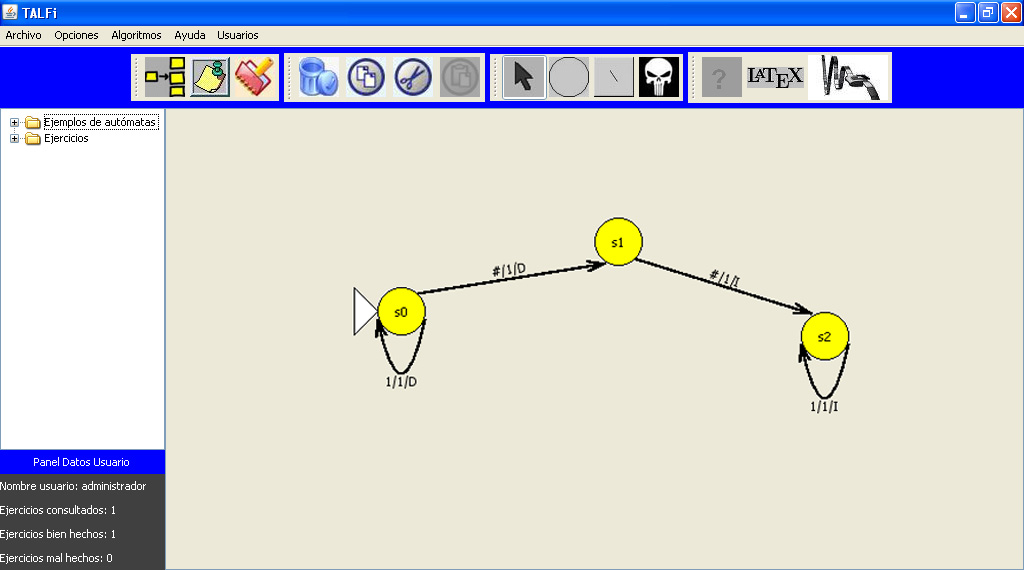 TALFi
Archivo Opciones Algoritmos Ayuda Usuarios
? LATEX
Ejemplos de autómatas
Ejercicios
s1
#/1/D
#/1/I
s0
s2
1/1/D
1/1/I
Panel Datos Usuario
Nombre usuario: administrador
Ejercicios consultados: 1
Ejercicios bien hechos: 1
Ejercicios mal hechos: 0